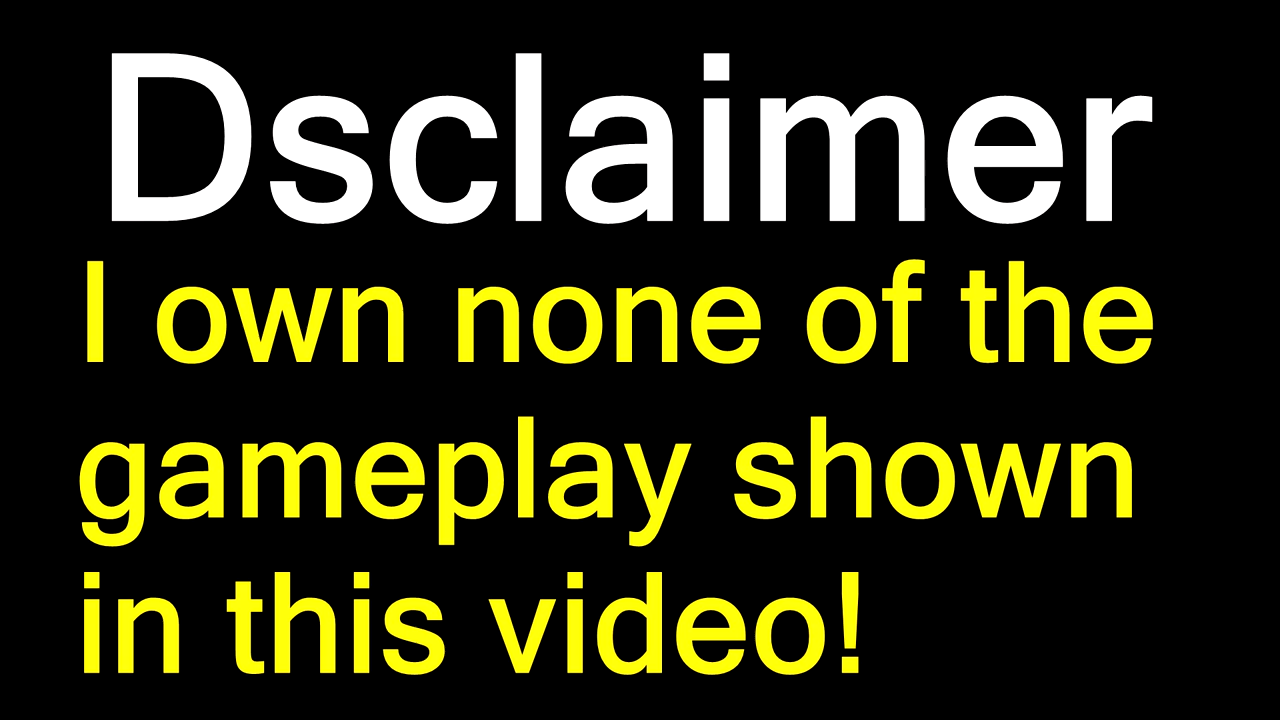 Dsclaimer
I own none of the
gameplay shown
in this video!